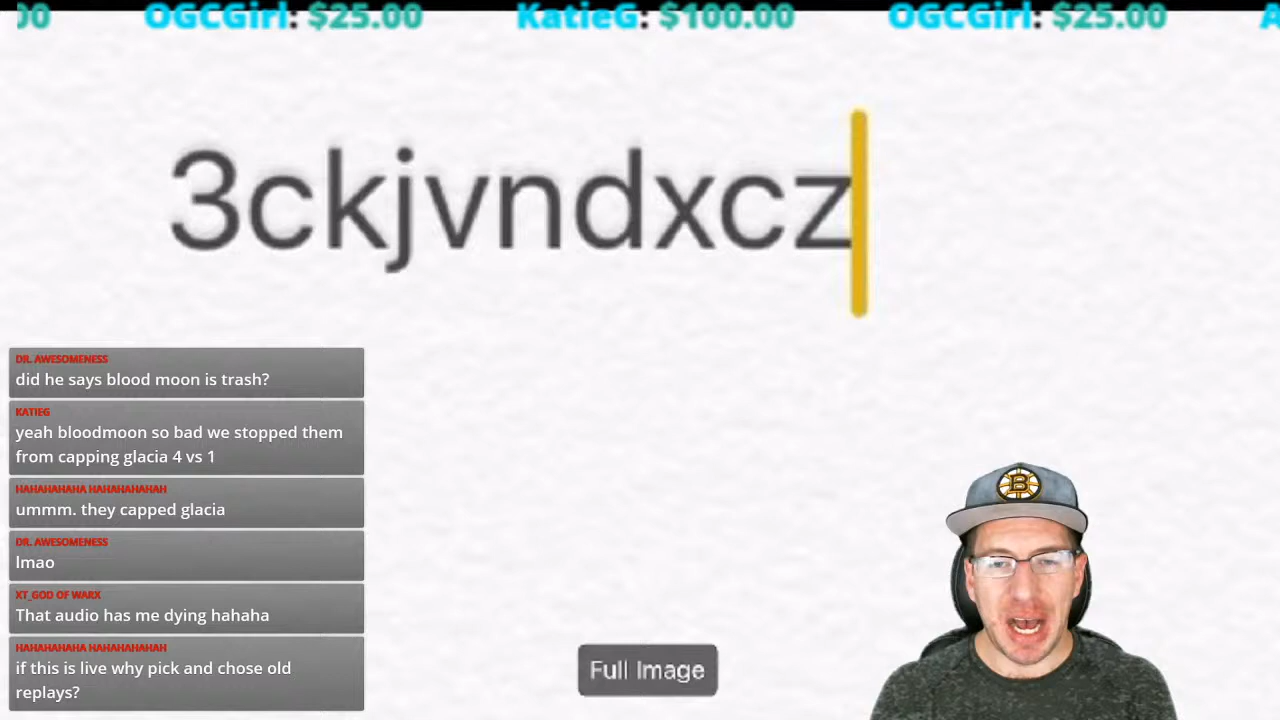 00 OGCGirl: $25.00 KatieG: $100.00 OGCGirl: $25.00 A
3ckjvndxcz
DR. AWESOMENESS
did he says blood moon is trash?
KATIEG
yeah bloodmoon so bad we stopped them
from capping glacia 4 vs 1
HAHAHAHAHA HAHAHAHAHAH
ummm. they capped glacia
DR. AWESOMENESS
lmao
XT_GOD OF WARX
That audio has me dying hahaha
HAHAHAHAHA HAHAHAHAHAH
if this is live why pick and chose old
replays?
Full Image
B